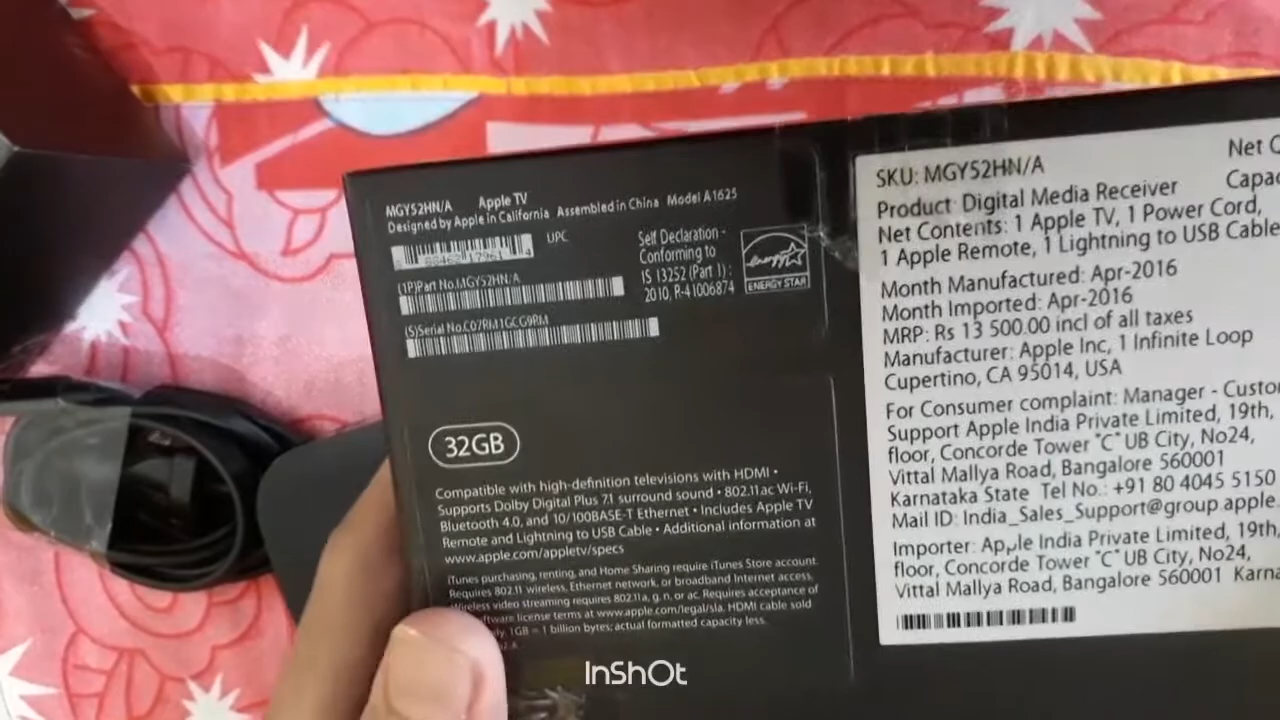 MGY52HN/A Apple TV
Designed by Apple in California Assembled in China Model A1625
UPC
(1P)Part No.MGY52HN/A
(S)Serial No.C07RM1GCG9RM
Self Declaration -
Conforming to
IS 13252 (Part 1) :
2010, R-41006874
energy
ENERGY STAR
32GB
Compatible with high-definition televisions with HDMI •
Supports Dolby Digital Plus 7.1 surround sound • 802.11ac Wi-Fi,
Bluetooth 4.0, and 10/100BASE-T Ethernet • Includes Apple TV
Remote and Lightning to USB Cable • Additional information at
www.apple.com/appletv/specs
iTunes purchasing, renting, and Home Sharing require iTunes Store account.
Requires 802.11 wireless, Ethernet network, or broadband Internet access.
Wireless video streaming requires 802.11a, g, n, or ac. Requires acceptance of
license terms at www.apple.com/legal/sla. HDMI cable sold
1GB = 1 billion bytes; actual formatted capacity less.
SKU: MGY52HN/A
Net
Product: Digital Media Receiver
Net Contents: 1 Apple TV, 1 Power Cord,
1 Apple Remote, 1 Lightning to USB Cable
Month Manufactured: Apr-2016
Month Imported: Apr-2016
MRP: Rs 13 500.00 incl of all taxes
Manufacturer: Apple Inc, 1 Infinite Loop
Cupertino, CA 95014, USA
For Consumer complaint: Manager -
Support Apple India Private Limited, 19th,
floor, Concorde Tower "C" UB City, No24,
Vittal Mallya Road, Bangalore 560001
Karnataka State Tel No.: +91 80 4045 5150
Mail ID: India_Sales_Support@group.apple
Importer: Apple India Private Limited, 19th,
floor, Concorde Tower "C" UB City, No24,
Vittal Mallya Road, Bangalore 560001
InShOt